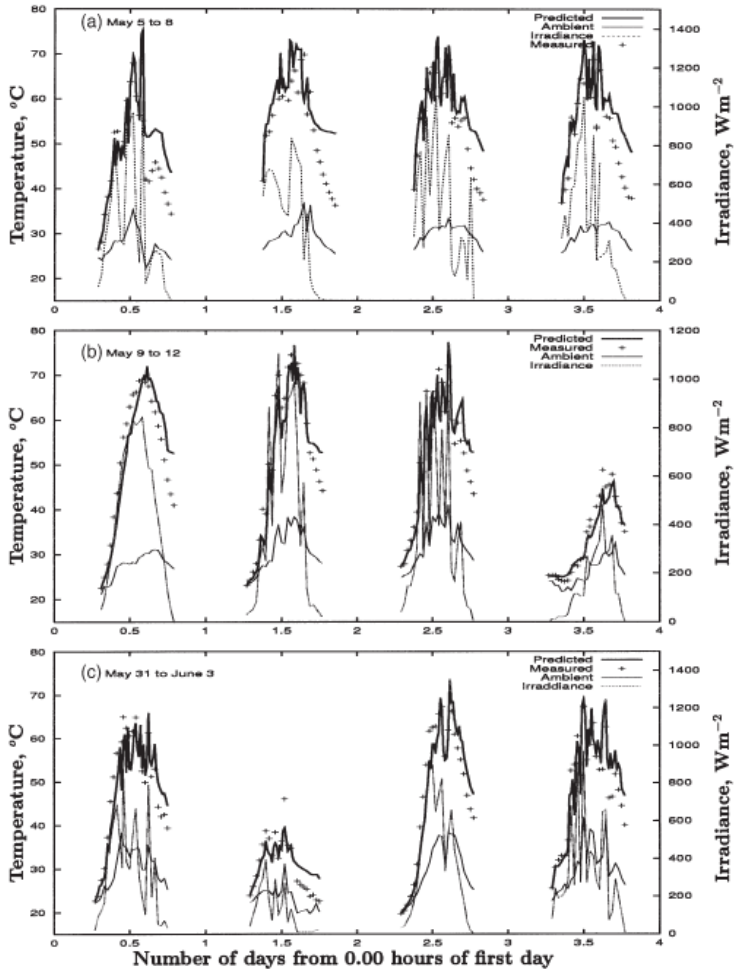 (a) May 5 to 8
Predicted
Ambient
Irradiance
Measured
80
70
60
50
40
30
20
Temperature, °C
1400
1200
1000
800
600
400
200
0
Irradiance, Wm−2
0 0.5 1 1.5 2 2.5 3 3.5 4
(b) May 9 to 12
Predicted
Measured
Ambient
Irradiance
80
70
60
50
40
30
20
Temperature, °C
1200
1000
800
600
400
200
0
Irradiance, Wm−2
0 0.5 1 1.5 2 2.5 3 3.5 4
(c) May 31 to June 3
Predicted
Measured
Ambient
Irraddiance
80
70
60
50
40
30
20
Temperature, °C
1400
1200
1000
800
600
400
200
0
Irradiance, Wm−2
0 0.5 1 1.5 2 2.5 3 3.5 4
Number of days from 0.00 hours of first day